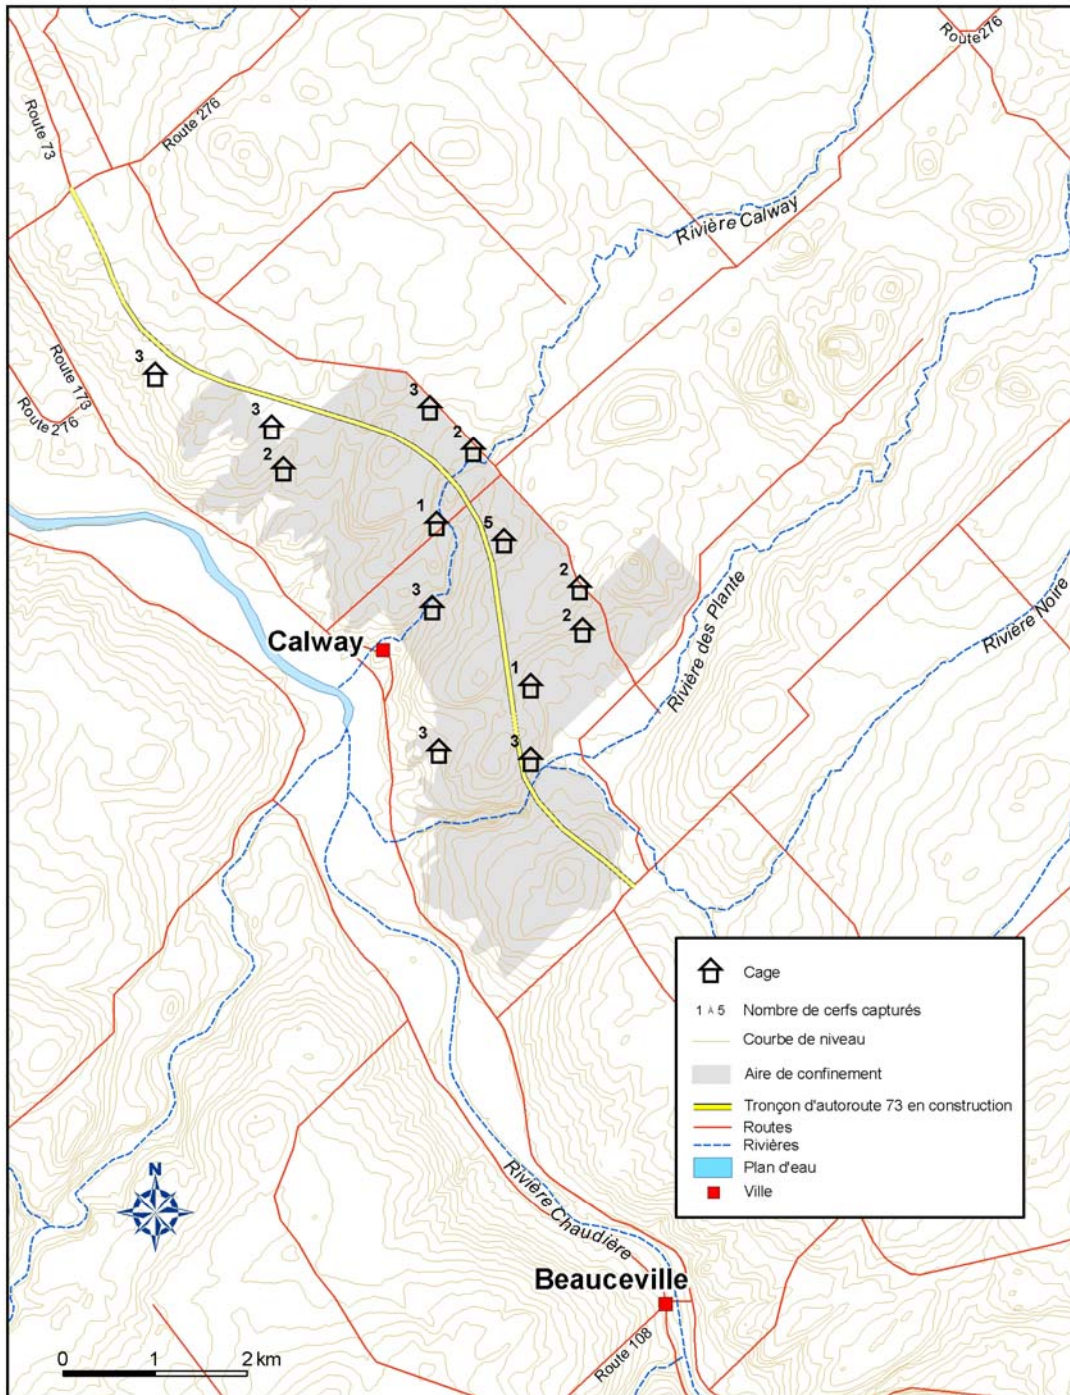 Route 276
Route 73
Route 276
Rivière Calway
3
Route 173
3
Route 276
3
2
2
1
5
2
3
2
Rivière des Plante
Rivière Noire
Calway
1
3
3
Cage
1 À 5 Nombre de cerfs capturés
Courbe de niveau
Aire de confinement
Tronçon d'autoroute 73 en construction
Routes
Rivières
Plan d'eau
Ville
N
Rivière Chaudière
Beauceville
Route 108
0 1 2 km